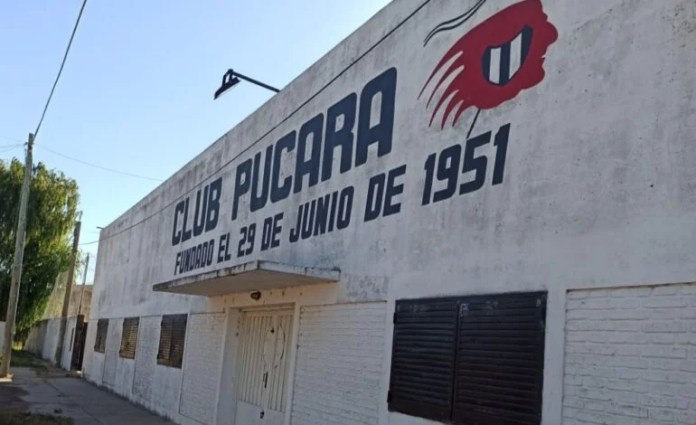 CLUB PUCARA
FUNDADO EL 29 DE JUNIO DE 1951